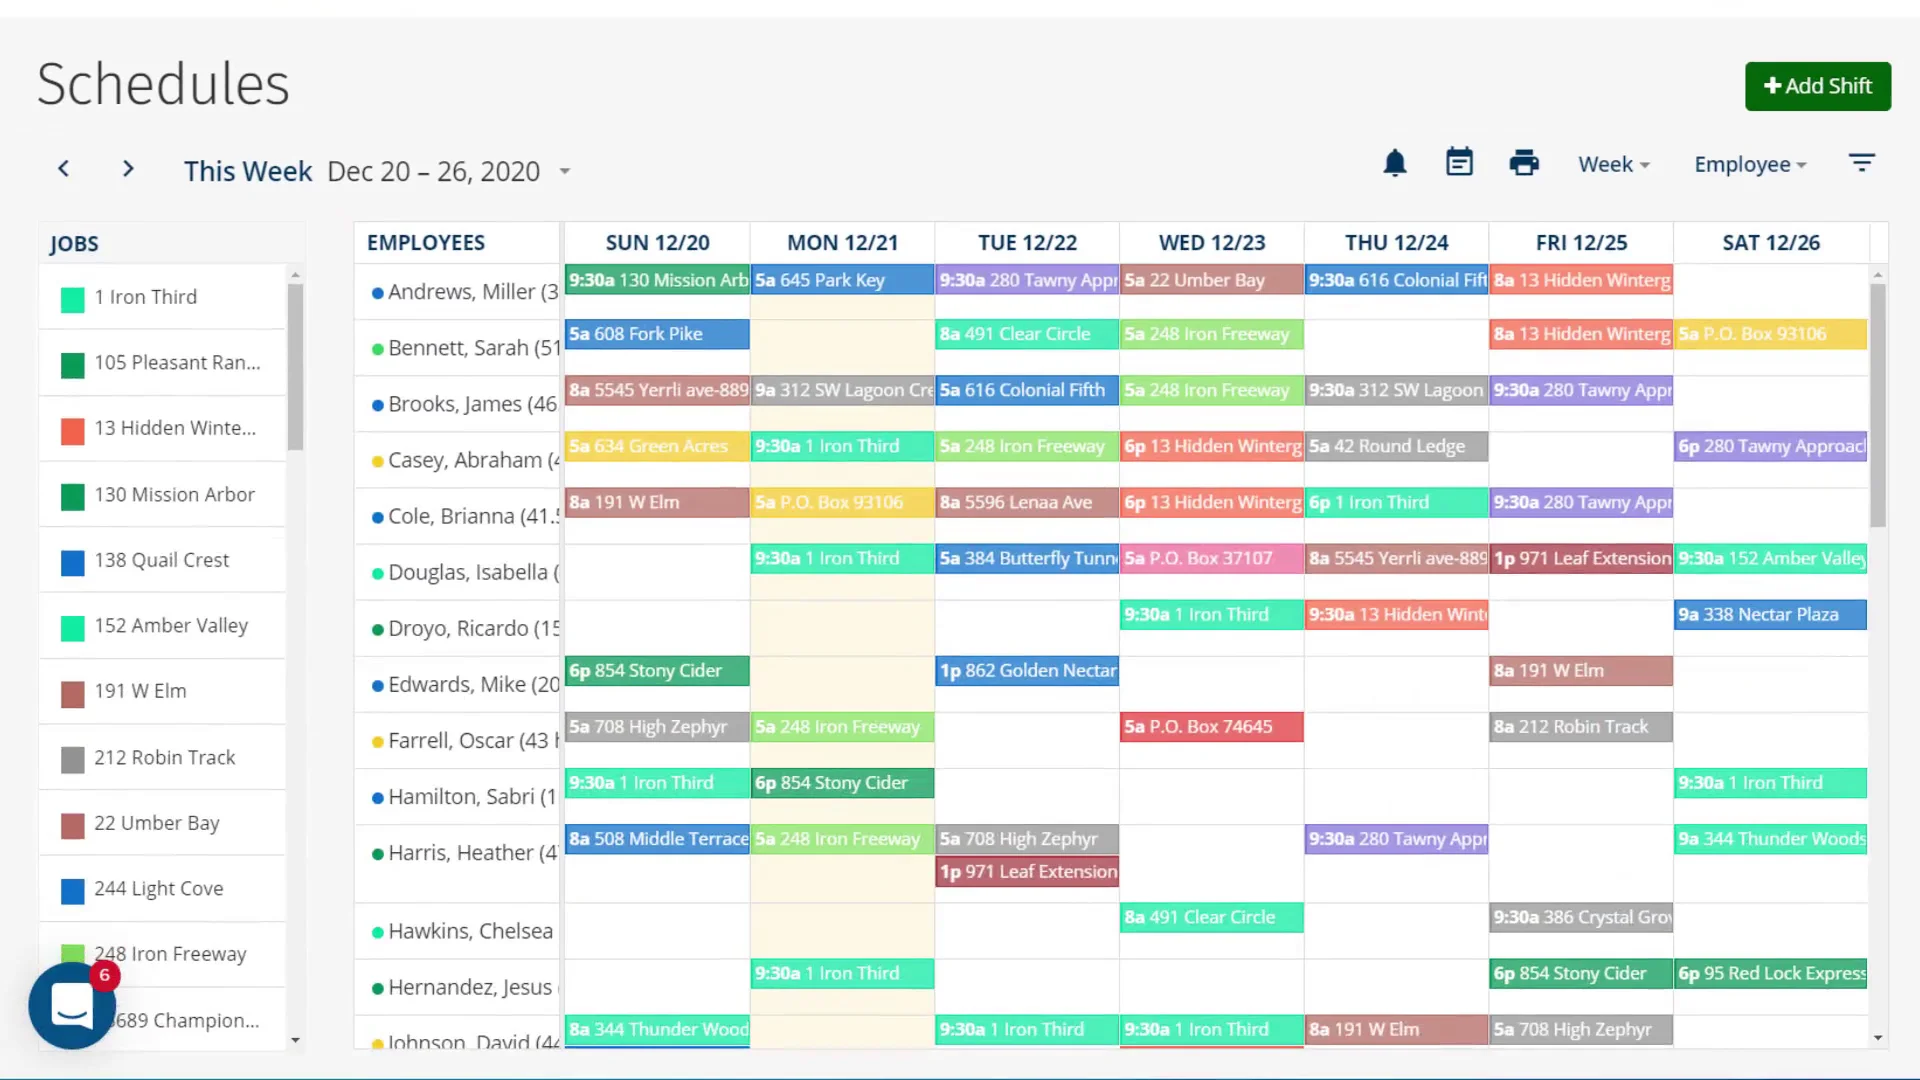 Schedules
+ Add Shift
This Week Dec 20 – 26, 2020
Week
Employee
JOBS
1 Iron Third
105 Pleasant Ran...
13 Hidden Winte...
130 Mission Arbor
138 Quail Crest
152 Amber Valley
191 W Elm
212 Robin Track
22 Umber Bay
244 Light Cove
248 Iron Freeway
6
689 Champion...
EMPLOYEES SUN 12/20 MON 12/21 TUE 12/22 WED 12/23 THU 12/24 FRI 12/25 SAT 12/26
Andrews, Miller (3 9:30a 130 Mission Arb 5a 645 Park Key 9:30a 280 Tawny Appr 5a 22 Umber Bay 9:30a 616 Colonial Fift 8a 13 Hidden Winterg
Bennett, Sarah (51 5a 608 Fork Pike 8a 491 Clear Circle 5a 248 Iron Freeway 8a 13 Hidden Winterg 5a P.O. Box 93106
Brooks, James (46 8a 5545 Yerrli ave-889 9a 312 SW Lagoon Cre 5a 616 Colonial Fifth 5a 248 Iron Freeway 9:30a 312 SW Lagoon 9:30a 280 Tawny Appr
Casey, Abraham (4 5a 634 Green Acres 9:30a 1 Iron Third 5a 248 Iron Freeway 6p 13 Hidden Winterg 5a 42 Round Ledge 6p 280 Tawny Approach
Cole, Brianna (41.5 8a 191 W Elm 5a P.O. Box 93106 8a 5596 Lenaa Ave 6p 13 Hidden Winterg 6p 1 Iron Third 9:30a 280 Tawny Appr
Douglas, Isabella ( 9:30a 1 Iron Third 5a 384 Butterfly Tunn 5a P.O. Box 37107 8a 5545 Yerrli ave-889 1p 971 Leaf Extension 9:30a 152 Amber Valley
Droyo, Ricardo (15 9:30a 1 Iron Third 9:30a 13 Hidden Wint 9a 338 Nectar Plaza
Edwards, Mike (20 6p 854 Stony Cider 1p 862 Golden Nectar 8a 191 W Elm
Farrell, Oscar (43 h 5a 708 High Zephyr 5a 248 Iron Freeway 5a P.O. Box 74645 8a 212 Robin Track
Hamilton, Sabri (1 9:30a 1 Iron Third 6p 854 Stony Cider 9:30a 1 Iron Third
Harris, Heather (47 8a 508 Middle Terrace 5a 248 Iron Freeway 5a 708 High Zephyr 9:30a 280 Tawny Appr 9a 344 Thunder Woods
1p 971 Leaf Extension
Hawkins, Chelsea 8a 491 Clear Circle 9:30a 386 Crystal Grov
Hernandez, Jesus 9:30a 1 Iron Third 6p 854 Stony Cider 6p 95 Red Lock Express
Johnson, David (44 8a 344 Thunder Wood 9:30a 1 Iron Third 9:30a 1 Iron Third 8a 191 W Elm 5a 708 High Zephyr